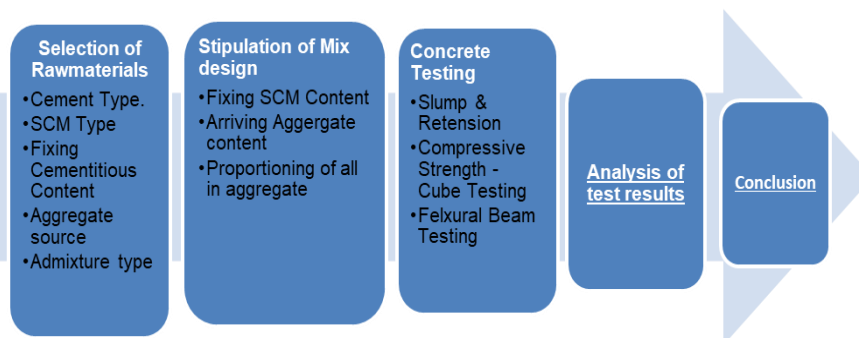 Selection of
Rawmaterials
•Cement Type.
•SCM Type
•Fixing
Cementitious
Content
•Aggregate
source
•Admixture type
Stipulation of Mix
design
•Fixing SCM Content
•Arriving Aggergate
content
•Proportioning of all
in aggregate
Concrete
Testing
•Slump &
Retension
•Compressive
Strength -
Cube Testing
•Felxural Beam
Testing
Analysis of
test results
Conclusion